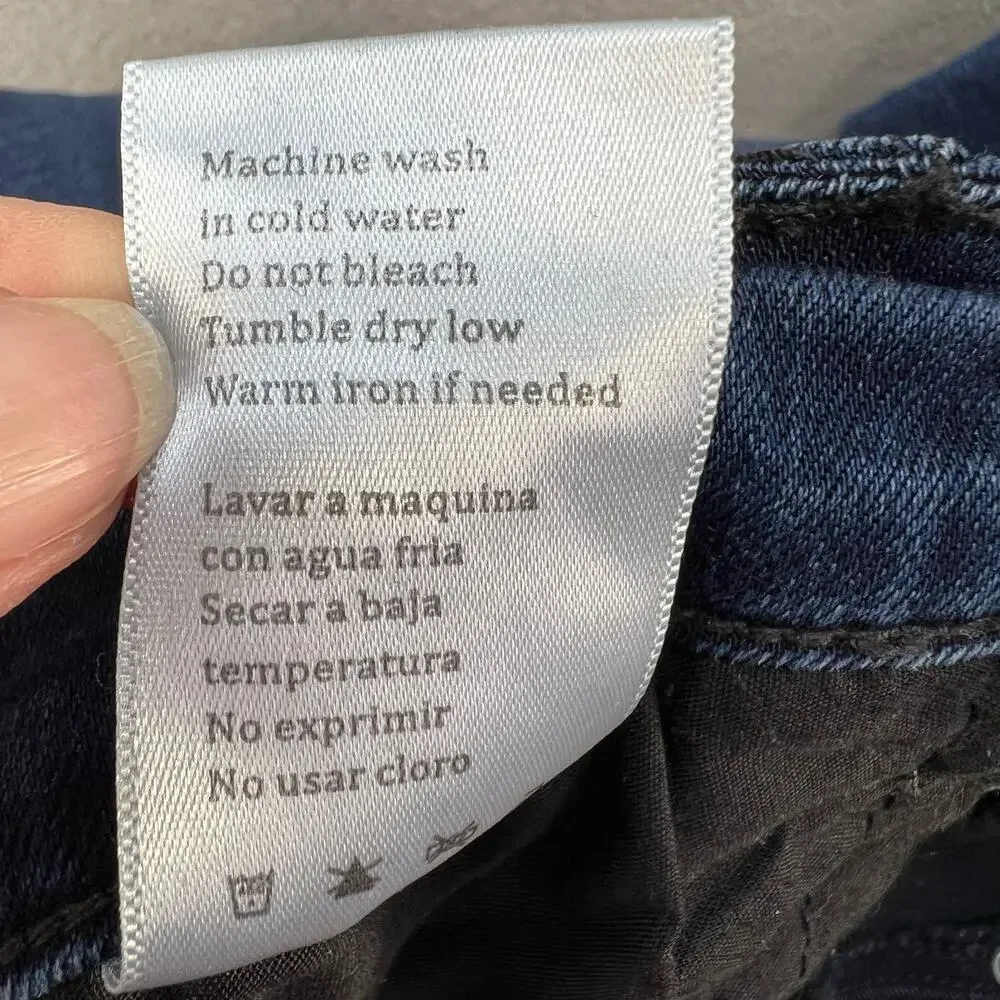 Machine wash
in cold water
Do not bleach
Tumble dry low
Warm iron if needed
Lavar a maquina
con agua fria
Secar a baja
temperatura
No exprimir
No usar cloro